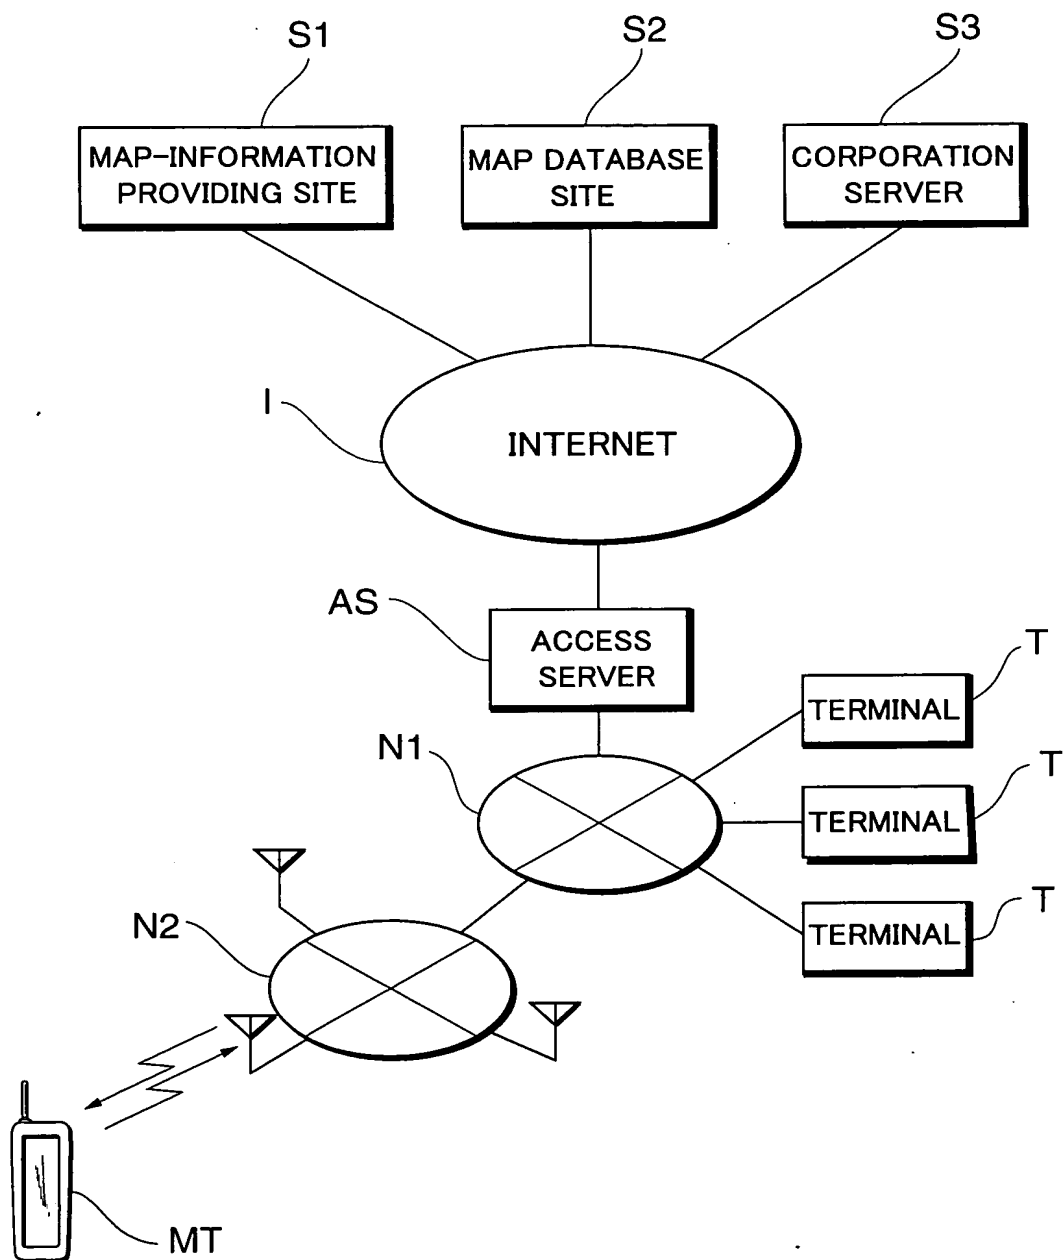 S1
S2
S3
MAP-INFORMATION
PROVIDING SITE
MAP DATABASE
SITE
CORPORATION
SERVER
I
INTERNET
AS
ACCESS
SERVER
T
TERMINAL
N1
T
TERMINAL
T
TERMINAL
N2
MT